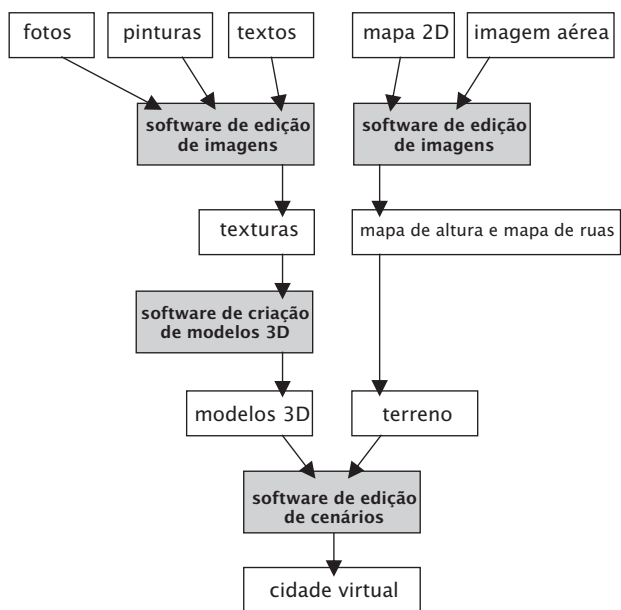 fotos
pinturas
textos
mapa 2D
imagem aérea
software de edição
de imagens
software de edição
de imagens
texturas
mapa de altura e mapa de ruas
software de criação
de modelos 3D
modelos 3D
terreno
software de edição
de cenários
cidade virtual